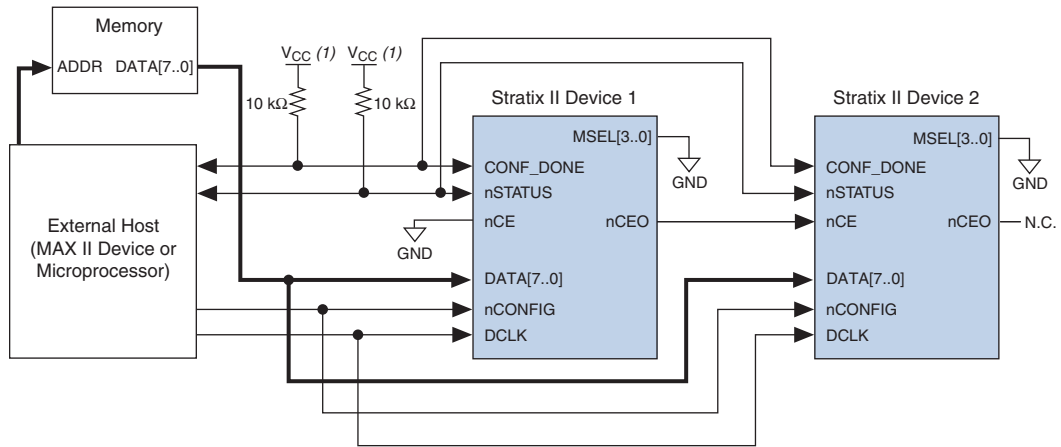 Memory
ADDR DATA[7..0]
VCC (1)
VCC (1)
10 kΩ
10 kΩ
Stratix II Device 1
Stratix II Device 2
MSEL[3..0]
MSEL[3..0]
GND
GND
CONF_DONE
CONF_DONE
nSTATUS
nSTATUS
External Host
(MAX II Device or
Microprocessor)
GND
nCE
nCEO
nCE
nCEO
N.C.
DATA[7..0]
DATA[7..0]
nCONFIG
nCONFIG
DCLK
DCLK